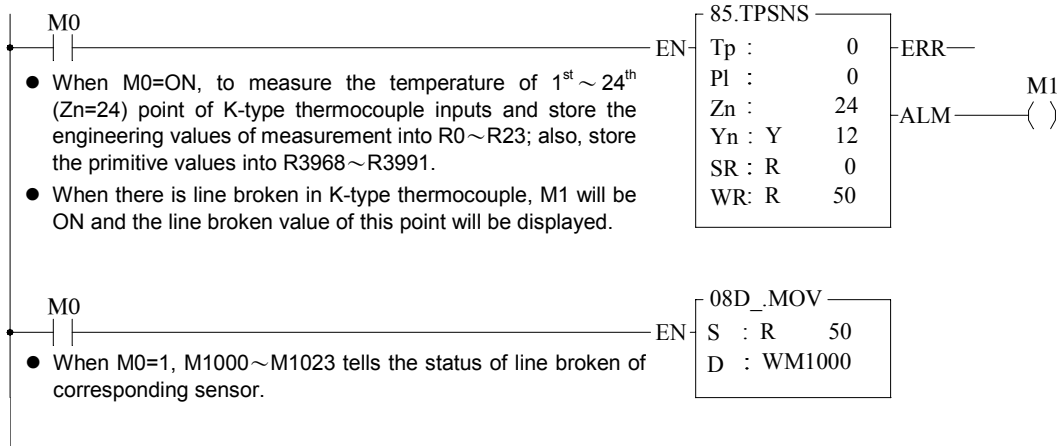 M0
EN
85.TPSNS
Tp : 0
Pl : 0
Zn : 24
Yn : Y 12
SR : R 0
WR: R 50
ERR
ALM
M1
● When M0=ON, to measure the temperature of 1st～24th
(Zn=24) point of K-type thermocouple inputs and store the
engineering values of measurement into R0～R23; also, store
the primitive values into R3968～R3991.
● When there is line broken in K-type thermocouple, M1 will be
ON and the line broken value of this point will be displayed.
M0
EN
08D_.MOV
S : R 50
D : WM1000
● When M0=1, M1000～M1023 tells the status of line broken of
corresponding sensor.